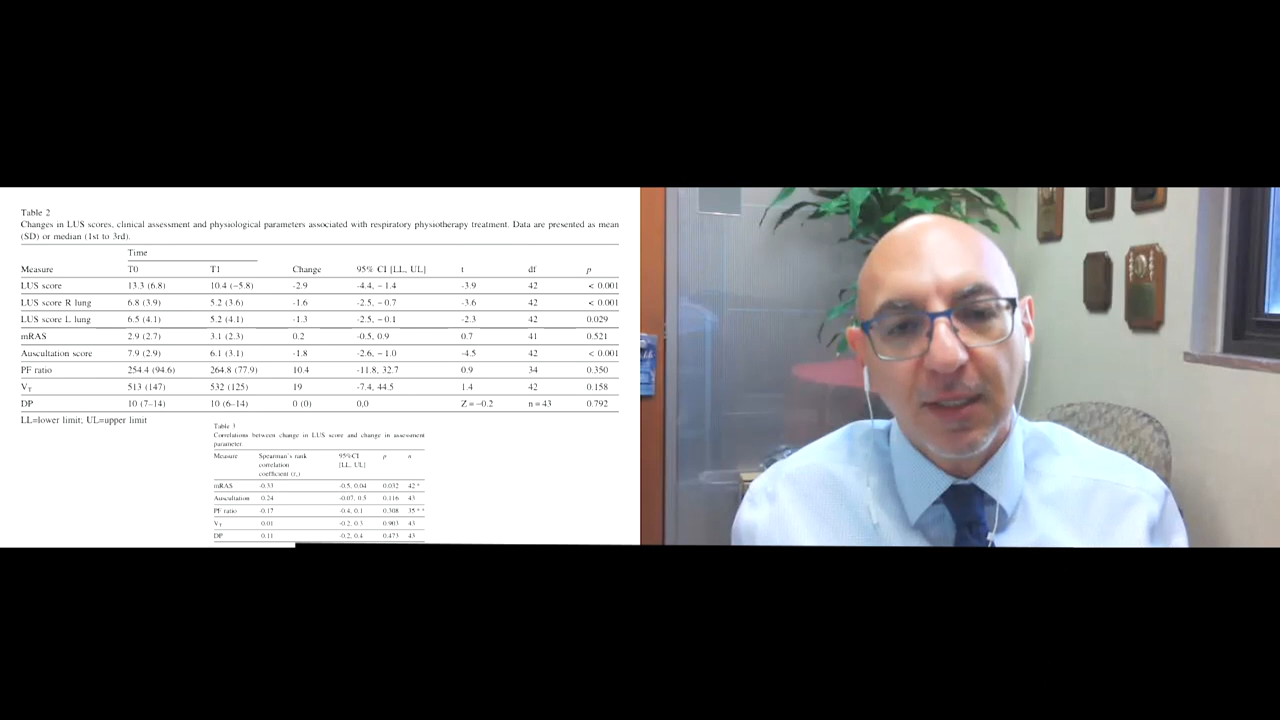 Table 2
Changes in LUS scores, clinical assessment and physiological parameters associated with respiratory physiotherapy treatment. Data are presented as mean
(SD) or median (1st to 3rd).
Time
Measure T0 T1 Change 95% CI [LL, UL] t df p
LUS score 13.3 (6.8) 10.4 (−5.8) -2.9 -4.4, − 1.4 -3.9 42 < 0.001
LUS score R lung 6.8 (3.9) 5.2 (3.6) -1.6 -2.5, − 0.7 -3.6 42 < 0.001
LUS score L lung 6.5 (4.1) 5.2 (4.1) -1.3 -2.5, − 0.1 -2.3 42 0.029
mRAS 2.9 (2.7) 3.1 (2.3) 0.2 -0.5, 0.9 0.7 41 0.521
Auscultation score 7.9 (2.9) 6.1 (3.1) -1.8 -2.6, − 1.0 -4.5 42 < 0.001
PF ratio 254.4 (94.6) 264.8 (77.9) 10.4 -11.8, 32.7 0.9 34 0.350
VT 513 (147) 532 (125) 19 -7.4, 44.5 1.4 42 0.158
DP 10 (7–14) 10 (6–14) 0 (0) 0,0 Z = −0.2 n = 43 0.792
LL=lower limit; UL=upper limit
Table 3
Correlations between change in LUS score and change in assessment
parameter
Measure Spearman's rank 95%CI p n
correlation [LL, UL]
coefficient (rs)
mRAS -0.33 -0.5, 0.04 0.032 42 *
Auscultation 0.24 -0.07, 0.5 0.116 43
PF ratio -0.17 -0.4, 0.1 0.308 35 * *
VT 0.01 -0.2, 0.3 0.903 43
DP 0.11 -0.2, 0.4 0.473 43